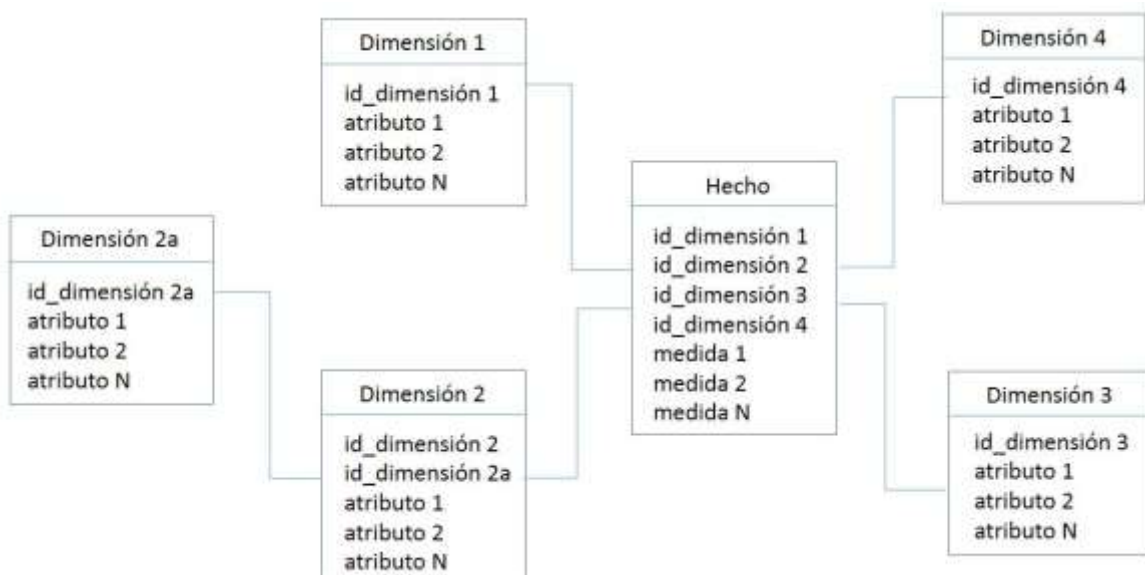 Dimensión 1
id_dimensión 1
atributo 1
atributo 2
atributo N
Dimensión 4
id_dimensión 4
atributo 1
atributo 2
atributo N
Hecho
id_dimensión 1
id_dimensión 2
id_dimensión 3
id_dimensión 4
medida 1
medida 2
medida N
Dimensión 2a
id_dimensión 2a
atributo 1
atributo 2
atributo N
Dimensión 2
id_dimensión 2
id_dimensión 2a
atributo 1
atributo 2
atributo N
Dimensión 3
id_dimensión 3
atributo 1
atributo 2
atributo N